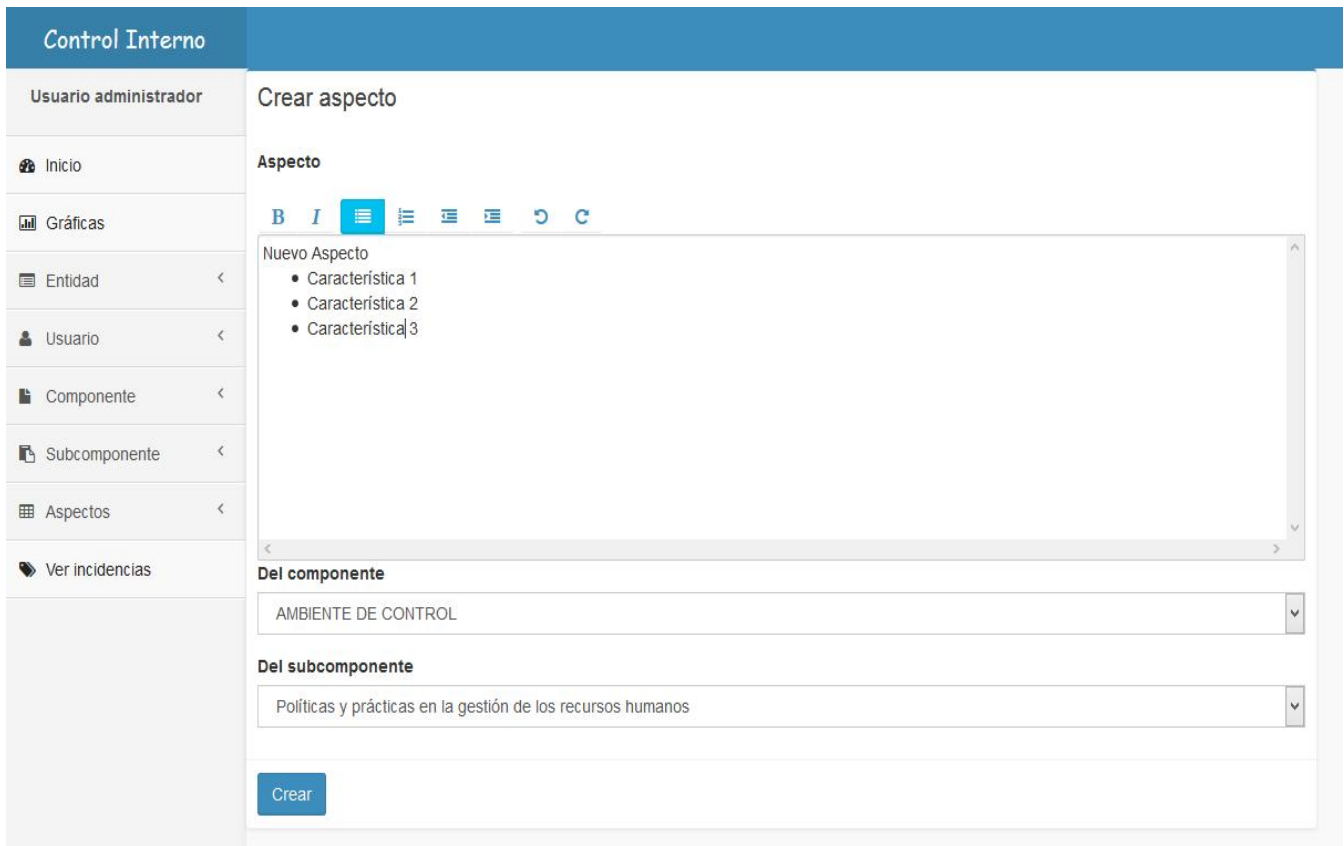 Control Interno
Usuario administrador
Inicio
Gráficas
Entidad
Usuario
Componente
Subcomponente
Aspectos
Ver incidencias
Crear aspecto
Aspecto
B I
Nuevo Aspecto
• Característica 1
• Característica 2
• Característica 3
Del componente
AMBIENTE DE CONTROL
Del subcomponente
Políticas y prácticas en la gestión de los recursos humanos
Crear